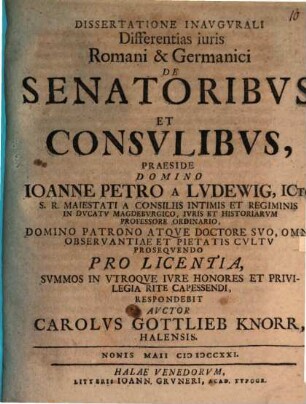 10
DISSERTATIONE INAVGVRALI
Differentias iuris
Romani & Germanici
DE
SENATORIBVS
ET
CONSVLIBVS,
PRAESIDE
DOMINO
IOANNE PETRO A LVDEWIG, ICto
S. R. MAIESTATI A CONSILIIS INTIMIS ET REGIMINIS
IN DVCATV MAGDEBVRGICO, IVRIS ET HISTORIARVM
PROFESSORE ORDINARIO,
DOMINO PATRONO ATQVE DOCTORE SVO, OMNI
OBSERVANTIAE ET PIETATIS CVLTV
PROSEQVENDO
PRO LICENTIA,
SVMMOS IN VTROQVE IVRE HONORES ET PRIVI-
LEGIA RITE CAPESSENDI,
RESPONDEBIT
AVCTOR
CAROLVS GOTTLIEB KNORR,
HALENSIS.
NONIS MAII CIƆ IƆCCXXI.
HALAE VENEDORVM,
LITTERIS IOANN. GRVNERI, ACAD. TYPOGR.